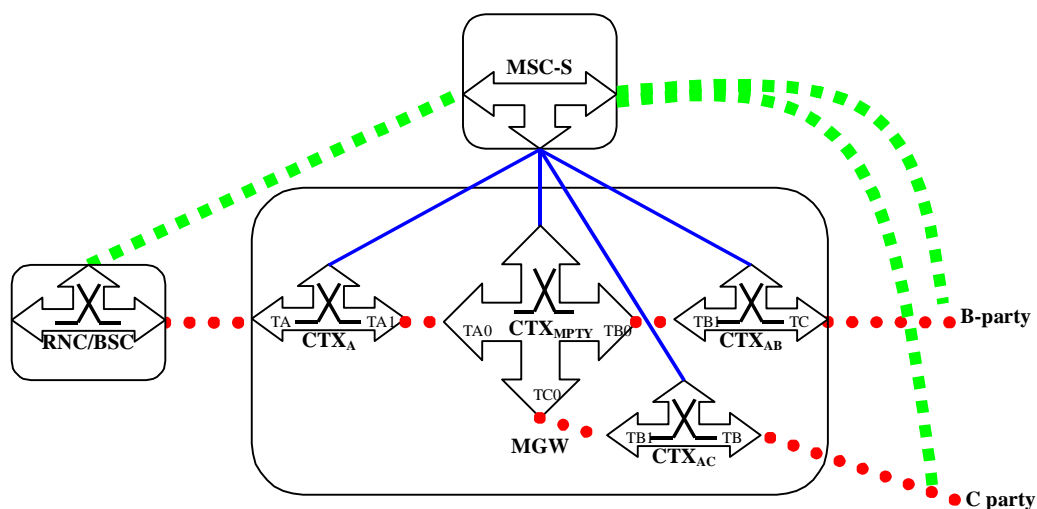 MSC-S
TA TA1
CTXA
TA0 CTXMPTY TB0
TB1 TC
CTXAB
B-party
RNC/BSC
TC0
MGW
TB1 TB
CTXAC
C party